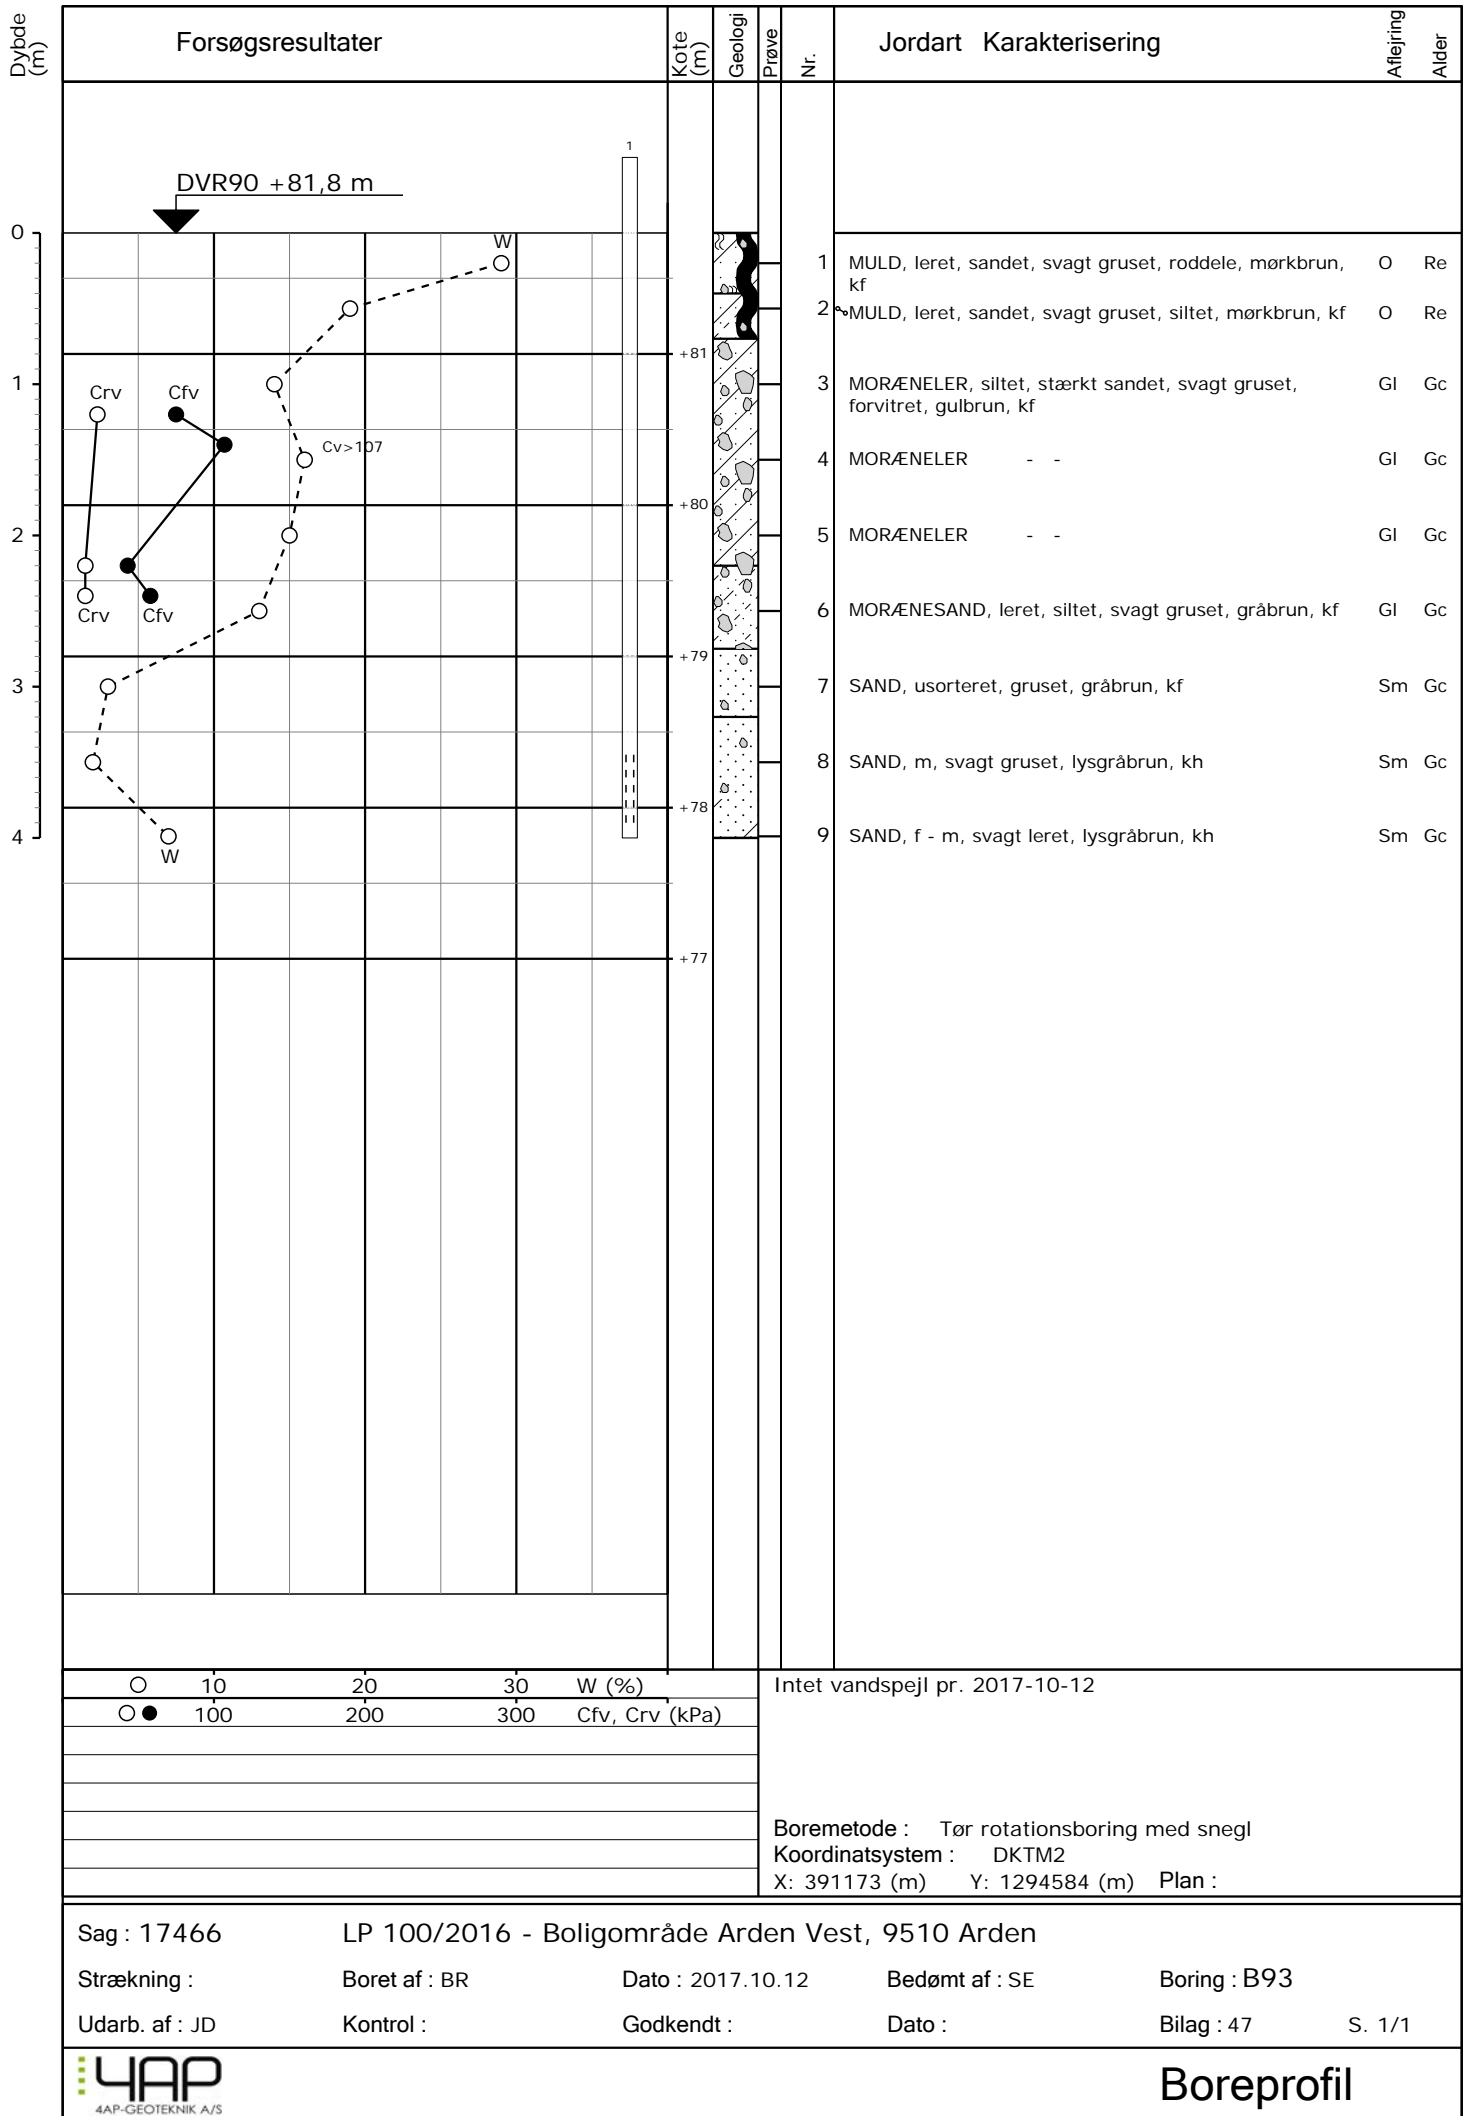 Dybde (m)
Forsøgsresultater
Kote (m)
Geologi
Prøve
Nr.
Jordart Karakterisering
Aflejring
Alder
1
DVR90 +81,8 m
0
W
1 MULD, leret, sandet, svagt gruset, roddele, mørkbrun, O Re
kf
2 MULD, leret, sandet, svagt gruset, siltet, mørkbrun, kf O Re
+81
1
Crv Cfv
3 MORÆNELER, siltet, stærkt sandet, svagt gruset, Gl Gc
forvitret, gulbrun, kf
Cv>107
4 MORÆNELER - - Gl Gc
+80
2
5 MORÆNELER - - Gl Gc
Crv Cfv
6 MORÆNESAND, leret, siltet, svagt gruset, gråbrun, kf Gl Gc
+79
3
7 SAND, usorteret, gruset, gråbrun, kf Sm Gc
8 SAND, m, svagt gruset, lysgråbrun, kh Sm Gc
+78
4
W
9 SAND, f - m, svagt leret, lysgråbrun, kh Sm Gc
+77
10 20 30 W (%)
100 200 300 Cfv, Crv (kPa)
Intet vandspejl pr. 2017-10-12
Boremetode : Tør rotationsboring med snegl
Koordinatsystem : DKTM2
X: 391173 (m) Y: 1294584 (m) Plan :
Sag : 17466 LP 100/2016 - Boligområde Arden Vest, 9510 Arden
Strækning : Boret af : BR Dato : 2017.10.12 Bedømt af : SE Boring : B93
Udarb. af : JD Kontrol : Godkendt : Dato : Bilag : 47 S. 1/1
4AP
4AP-GEOTEKNIK A/S
Boreprofil